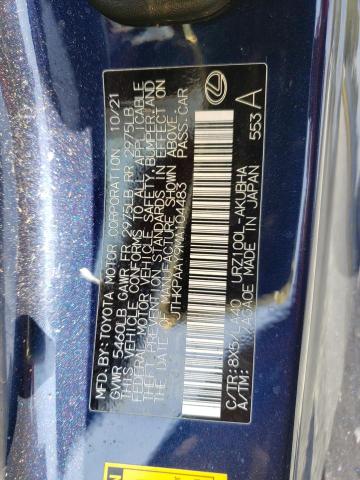 MFD.BY:TOYOTA MOTOR CORPORATION 10/21
GVWR 5460LB GAWR FR 2975LB RR 2975LB
THIS VEHICLE CONFORMS TO ALL APPLICABLE
FEDERAL MOTOR VEHICLE SAFETY,BUMPER,AND
THEFT PREVENTION STANDARDS IN EFFECT ON
THE DATE OF MANUFACTURE SHOWN ABOVE.
PASS.CAR
C/TR: URZ100L-AKUBHA
A/TM: MADE IN JAPAN 553 A